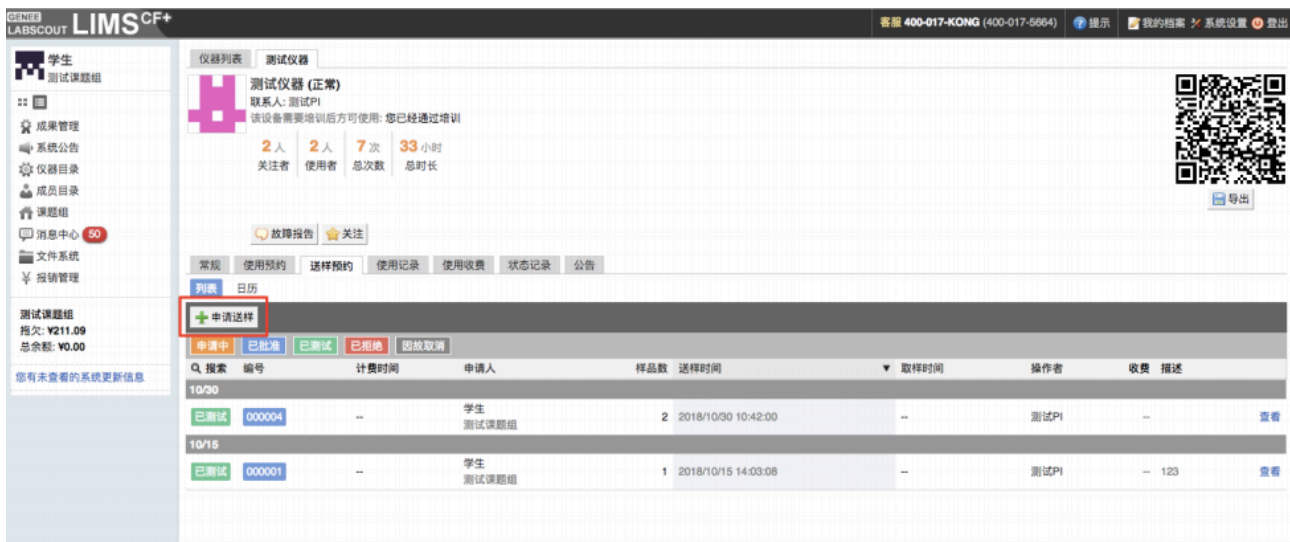 GENEE
LABSCOUT LIMS CF+
客服 400-017-KONG (400-017-5664) 提示 我的档案 系统设置 登出
学生
测试课题组
成果管理
系统公告
仪器目录
成员目录
课题组
消息中心 50
文件系统
¥ 报销管理
测试课题组
拖欠: ¥211.09
总余额: ¥0.00
您有未查看的系统更新信息
仪器列表 测试仪器
测试仪器 (正常)
联系人: 测试PI
该设备需要培训后方可使用: 您已经通过培训
2 人 2 人 7 次 33 小时
关注者 使用者 总次数 总时长
导出
故障报告 关注
常规 使用预约 送样预约 使用记录 使用收费 状态记录 公告
列表 日历
申请送样
申请中 已批准 已测试 已拒绝 因故取消
搜索 编号 计费时间 申请人 样品数 送样时间 ▼ 取样时间 操作者 收费 描述
10/30
已测试 000004 -- 学生 2 2018/10/30 10:42:00 -- 测试PI -- 查看
测试课题组
10/15
已测试 000001 -- 学生 1 2018/10/15 14:03:08 -- 测试PI -- 123 查看
测试课题组